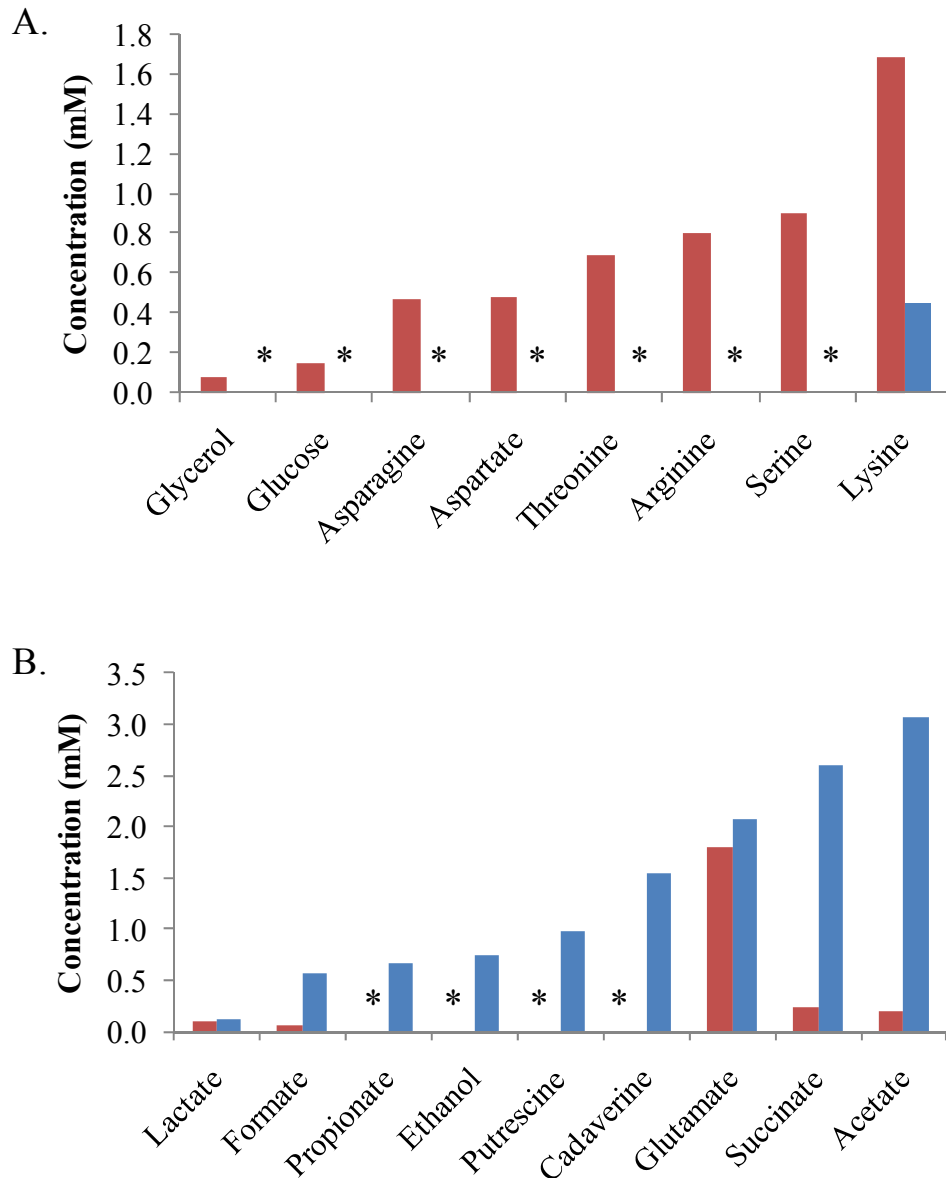 A.
Concentration (mM)
1.8
1.6
1.4
1.2
1.0
0.8
0.6
0.4
0.2
0.0
* * * * * * *
Glycerol
Glucose
Asparagine
Aspartate
Threonine
Arginine
Serine
Lysine
B.
Concentration (mM)
3.5
3.0
2.5
2.0
1.5
1.0
0.5
0.0
* * * *
Lactate
Formate
Propionate
Ethanol
Putrescine
Cadaverine
Glutamate
Succinate
Acetate